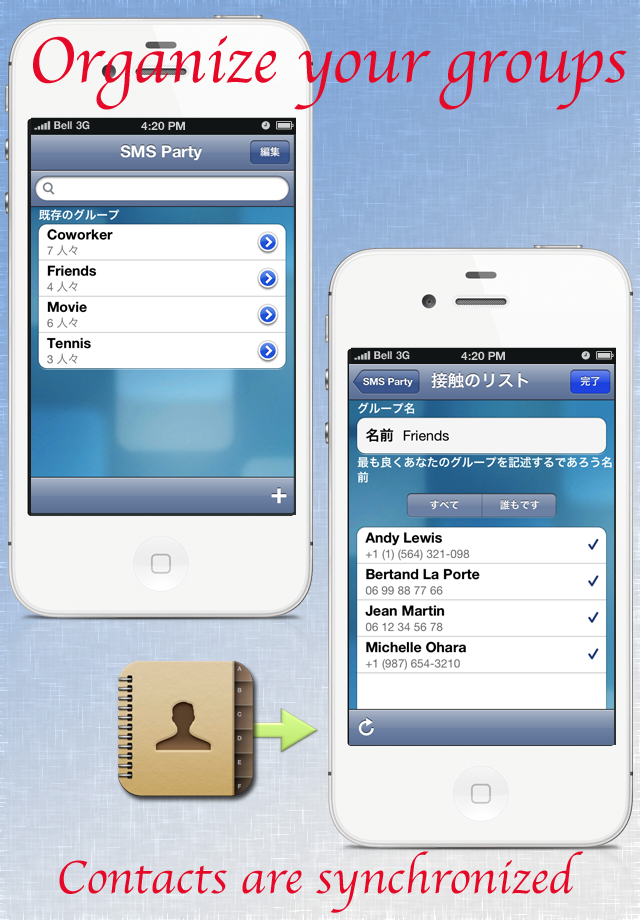 Organize your groups
Bell 3G 4:20 PM
SMS Party 編集
既存のグループ
Coworker
7 人々
Friends
4 人々
Movie
6 人々
Tennis
3 人々
+
Bell 3G 4:20 PM
SMS Party 接触のリスト 完了
グループ名
名前 Friends
最も良くあなたのグループを記述するであろう名
前
すべて 誰もです
Andy Lewis
+1 (1) (564) 321-098
Bertand La Porte
06 99 88 77 66
Jean Martin
06 12 34 56 78
Michelle Ohara
+1 (987) 654-3210
A
B
C
D
E
F
Contacts are synchronized